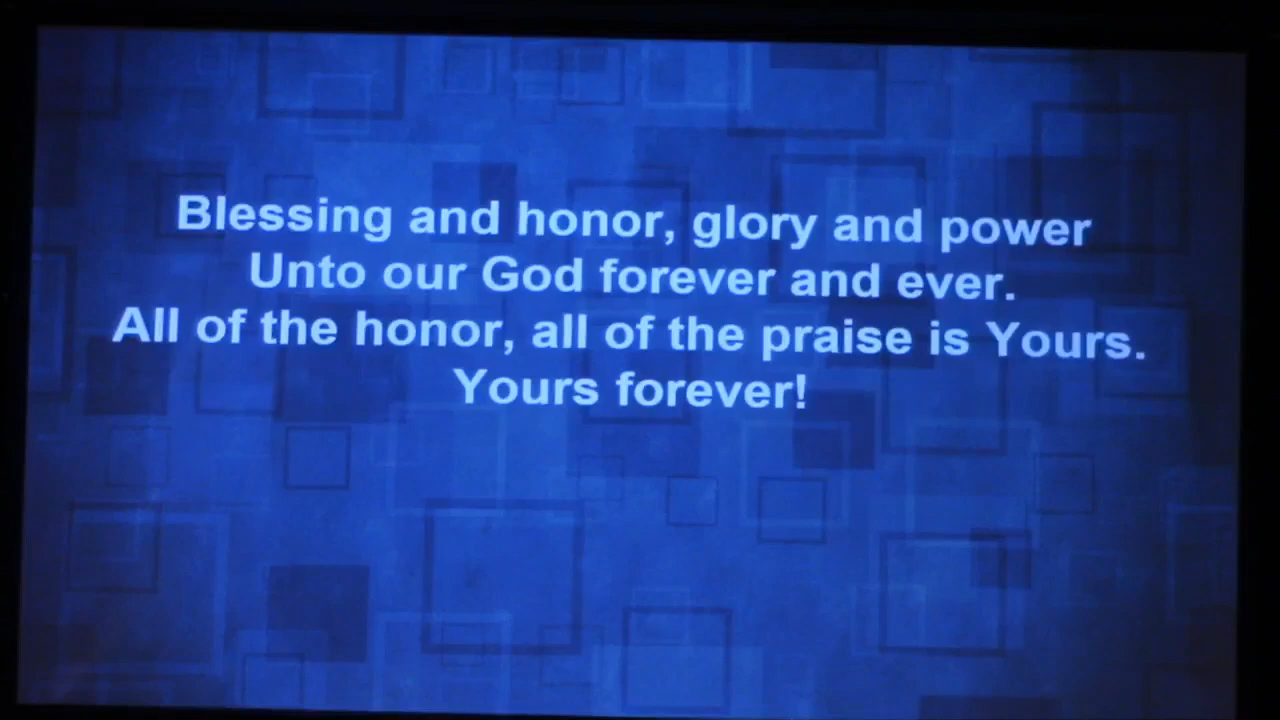 Blessing and honor, glory and power
Unto our God forever and ever.
All of the honor, all of the praise is Yours.
Yours forever!